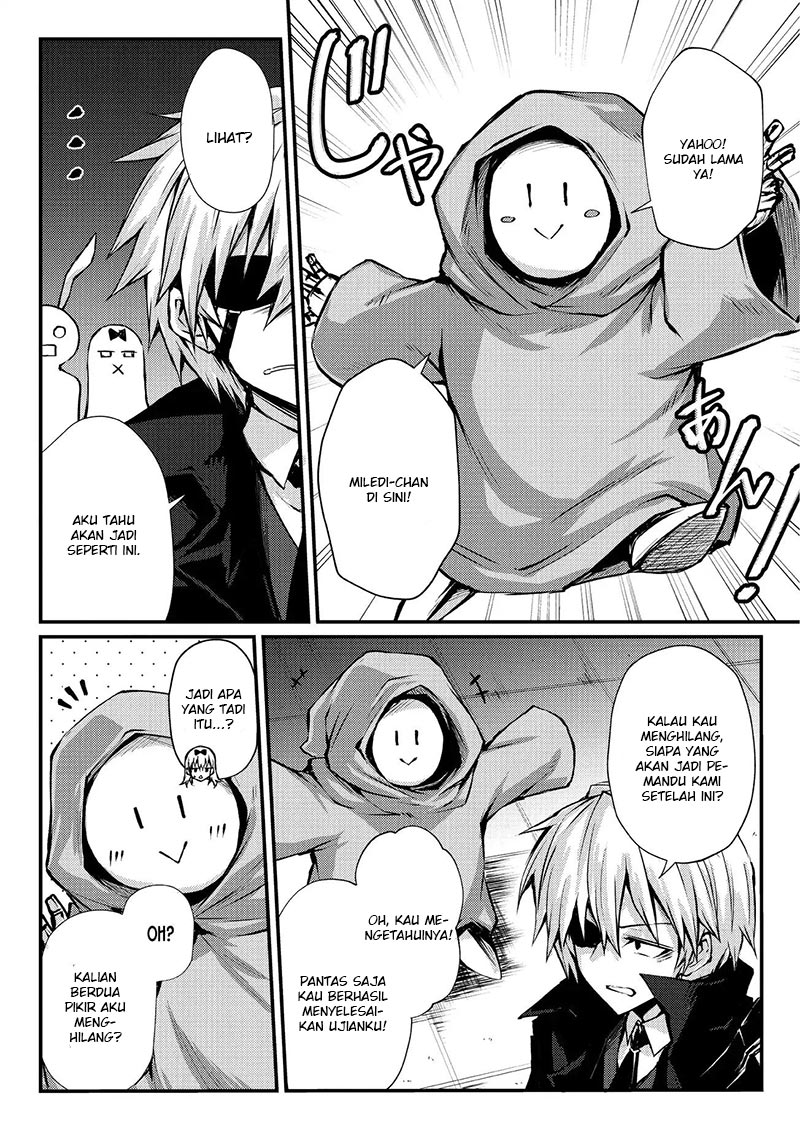 じゃ
YAHOO!
SUDAH LAMA
YA!
あ
ん!
MILEDI-CHAN
DI SINI!
LIHAT?
AKU TAHU
AKAN JADI
SEPERTI INI.
KALAU KAU
MENGHILANG,
SIAPA YANG
AKAN JADI PE-
MANDU KAMI
SETELAH INI?
OH, KAU ME-
NGETAHUINYA!
PANTAS SAJA
KAU BERHASIL
MENYELESAI-
KAN UJIANKU!
JADI APA
YANG TADI
ITU...?
OH?
KALIAN
BERDUA
PIKIR AKU
MENG-
HILANG?